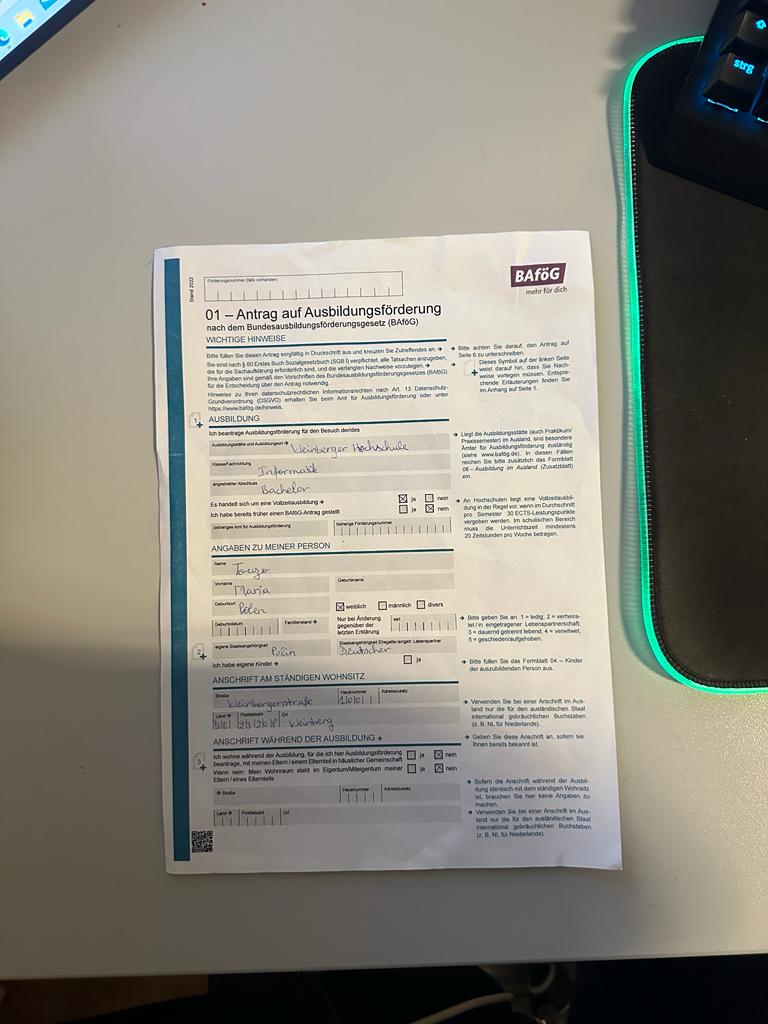 strg
Stand 2022
Förderungsnummer (falls vorhanden)
BAföG
mehr für dich
01 – Antrag auf Ausbildungsförderung
nach dem Bundesausbildungsförderungsgesetz (BAföG)
WICHTIGE HINWEISE
Bitte füllen Sie diesen Antrag sorgfältig in Druckschrift aus und kreuzen Sie Zutreffendes an. →
Sie sind nach § 60 Erstes Buch Sozialgesetzbuch (SGB I) verpflichtet, alle Tatsachen anzugeben,
die für die Sachaufklärung erforderlich sind, und die verlangten Nachweise vorzulegen. →
Ihre Angaben sind gemäß den Vorschriften des Bundesausbildungsförderungsgesetzes (BAföG)
für die Entscheidung über den Antrag notwendig.
Hinweise zu Ihren datenschutzrechtlichen Informationsrechten nach Art. 13 Datenschutz-
Grundverordnung (DSGVO) erhalten Sie beim Amt für Ausbildungsförderung oder unter
https://www.bafög.de/hinweis.
→ Bitte achten Sie darauf, den Antrag auf
Seite 6 zu unterschreiben.
→ Dieses Symbol auf der linken Seite
weist darauf hin, dass Sie Nach-
weise vorlegen müssen. Entspre-
chende Erläuterungen finden Sie
im Anhang auf Seite 1.
1 AUSBILDUNG
Ich beantrage Ausbildungsförderung für den Besuch der/des
Ausbildungsstätte und Ausbildungsort → Weinberger Hochschule
Klasse/Fachrichtung
Informatik
angestrebter Abschluss
Bachelor
Es handelt sich um eine Vollzeitausbildung → ja nein
Ich habe bereits früher einen BAföG-Antrag gestellt ja nein
bisheriges Amt für Ausbildungsförderung bisherige Förderungsnummer
→ Liegt die Ausbildungsstätte (auch Praktikum/
Praxissemester) im Ausland, sind besondere
Ämter für Ausbildungsförderung zuständig
(siehe www.bafög.de). In diesen Fällen
reichen Sie bitte zusätzlich das Formblatt
06 – Ausbildung im Ausland (Zusatzblatt)
ein.
→ An Hochschulen liegt eine Vollzeitausbil-
dung in der Regel vor, wenn im Durchschnitt
pro Semester 30 ECTS-Leistungspunkte
vergeben werden. Im schulischen Bereich
muss die Unterrichtszeit mindestens
20 Zeitstunden pro Woche betragen.
ANGABEN ZU MEINER PERSON
Name
Vorname Geburtsname
Maria
Geburtsort Polen weiblich männlich divers
Geburtsdatum Familienstand → Nur bei Änderung
gegenüber der
letzten Erklärung seit
2 eigene Staatsangehörigkeit Polin Staatsangehörigkeit Ehegatte/eingetr. Lebenspartner
Deutscher
Ich habe eigene Kinder → ja
→ Bitte geben Sie an: 1 = ledig; 2 = verheira-
tet / in eingetragener Lebenspartnerschaft,
3 = dauernd getrennt lebend; 4 = verwitwet,
5 = geschieden/aufgehoben.
→ Bitte füllen Sie das Formblatt 04 – Kinder
der auszubildenden Person aus.
ANSCHRIFT AM STÄNDIGEN WOHNSITZ
Straße Hausnummer Adresszusatz
Weinbergerstraße 100
Land → Postleitzahl Ort
DE Weinberg
→ Verwenden Sie bei einer Anschrift im Aus-
land nur die für den ausländischen Staat
international gebräuchlichen Buchstaben
(z. B. NL für Niederlande).
ANSCHRIFT WÄHREND DER AUSBILDUNG →
→ Geben Sie diese Anschrift an, sofern sie
Ihnen bereits bekannt ist.
3 Ich wohne während der Ausbildung, für die ich hier Ausbildungsförderung
beantrage, mit meinen Eltern / einem Elternteil in häuslicher Gemeinschaft ja nein
Wenn nein: Mein Wohnraum steht im Eigentum/Miteigentum meiner
Eltern / eines Elternteils ja nein
→ Straße Hausnummer Adresszusatz
Land → Postleitzahl Ort
→ Sofern die Anschrift während der Ausbil-
dung identisch mit dem ständigen Wohnsitz
ist, brauchen Sie hier keine Angaben zu
machen.
→ Verwenden Sie bei einer Anschrift im Aus-
land nur die für den ausländischen Staat
international gebräuchlichen Buchstaben
(z. B. NL für Niederlande).